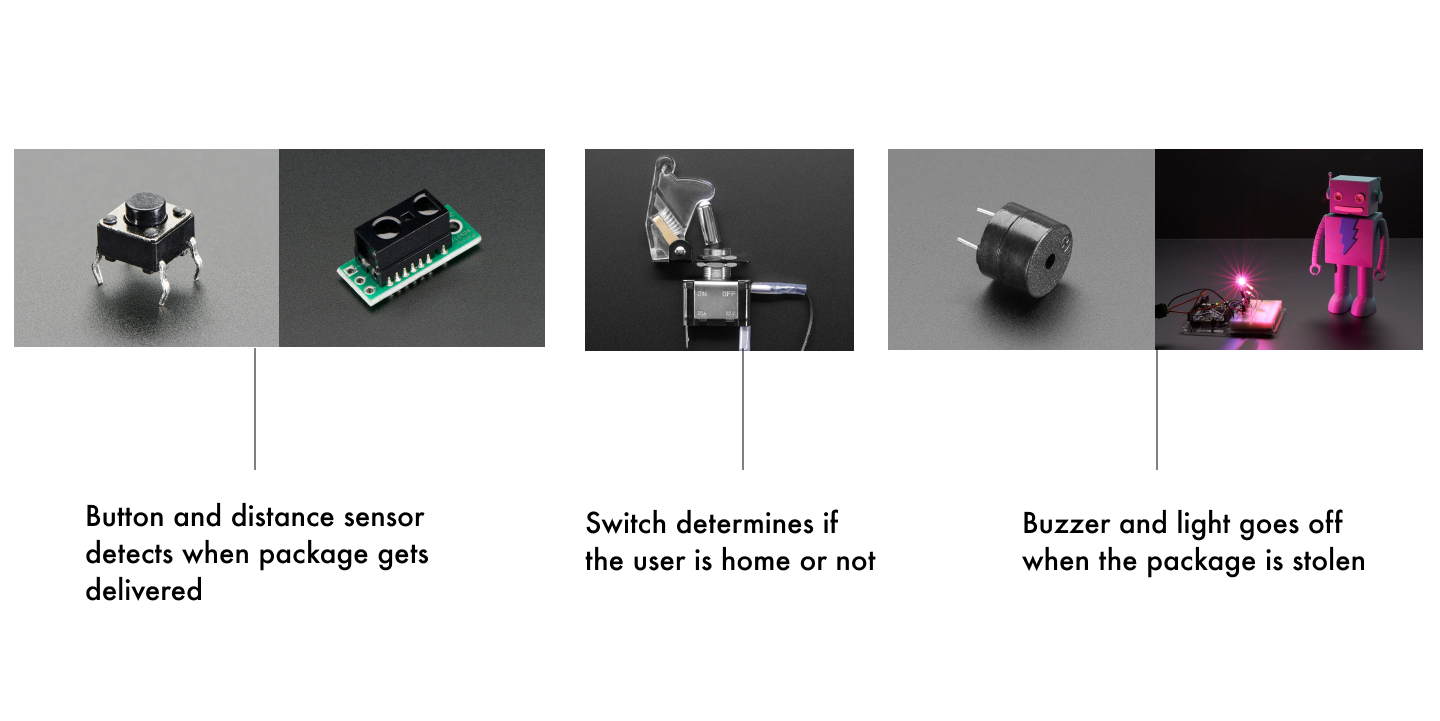 ON OFF
Button and distance sensor
detects when package gets
delivered
Switch determines if
the user is home or not
Buzzer and light goes off
when the package is stolen